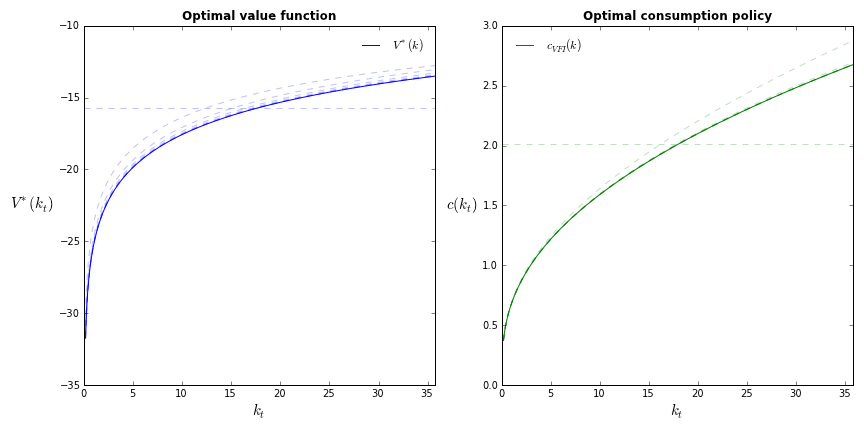 Optimal value function
−10
−15
−20
−25
−30
−35
V*(k_t)
V*(k)
0 5 10 15 20 25 30 35
k_t
Optimal consumption policy
3.0
2.5
2.0
1.5
1.0
0.5
0.0
c(k_t)
c_VFI(k)
0 5 10 15 20 25 30 35
k_t